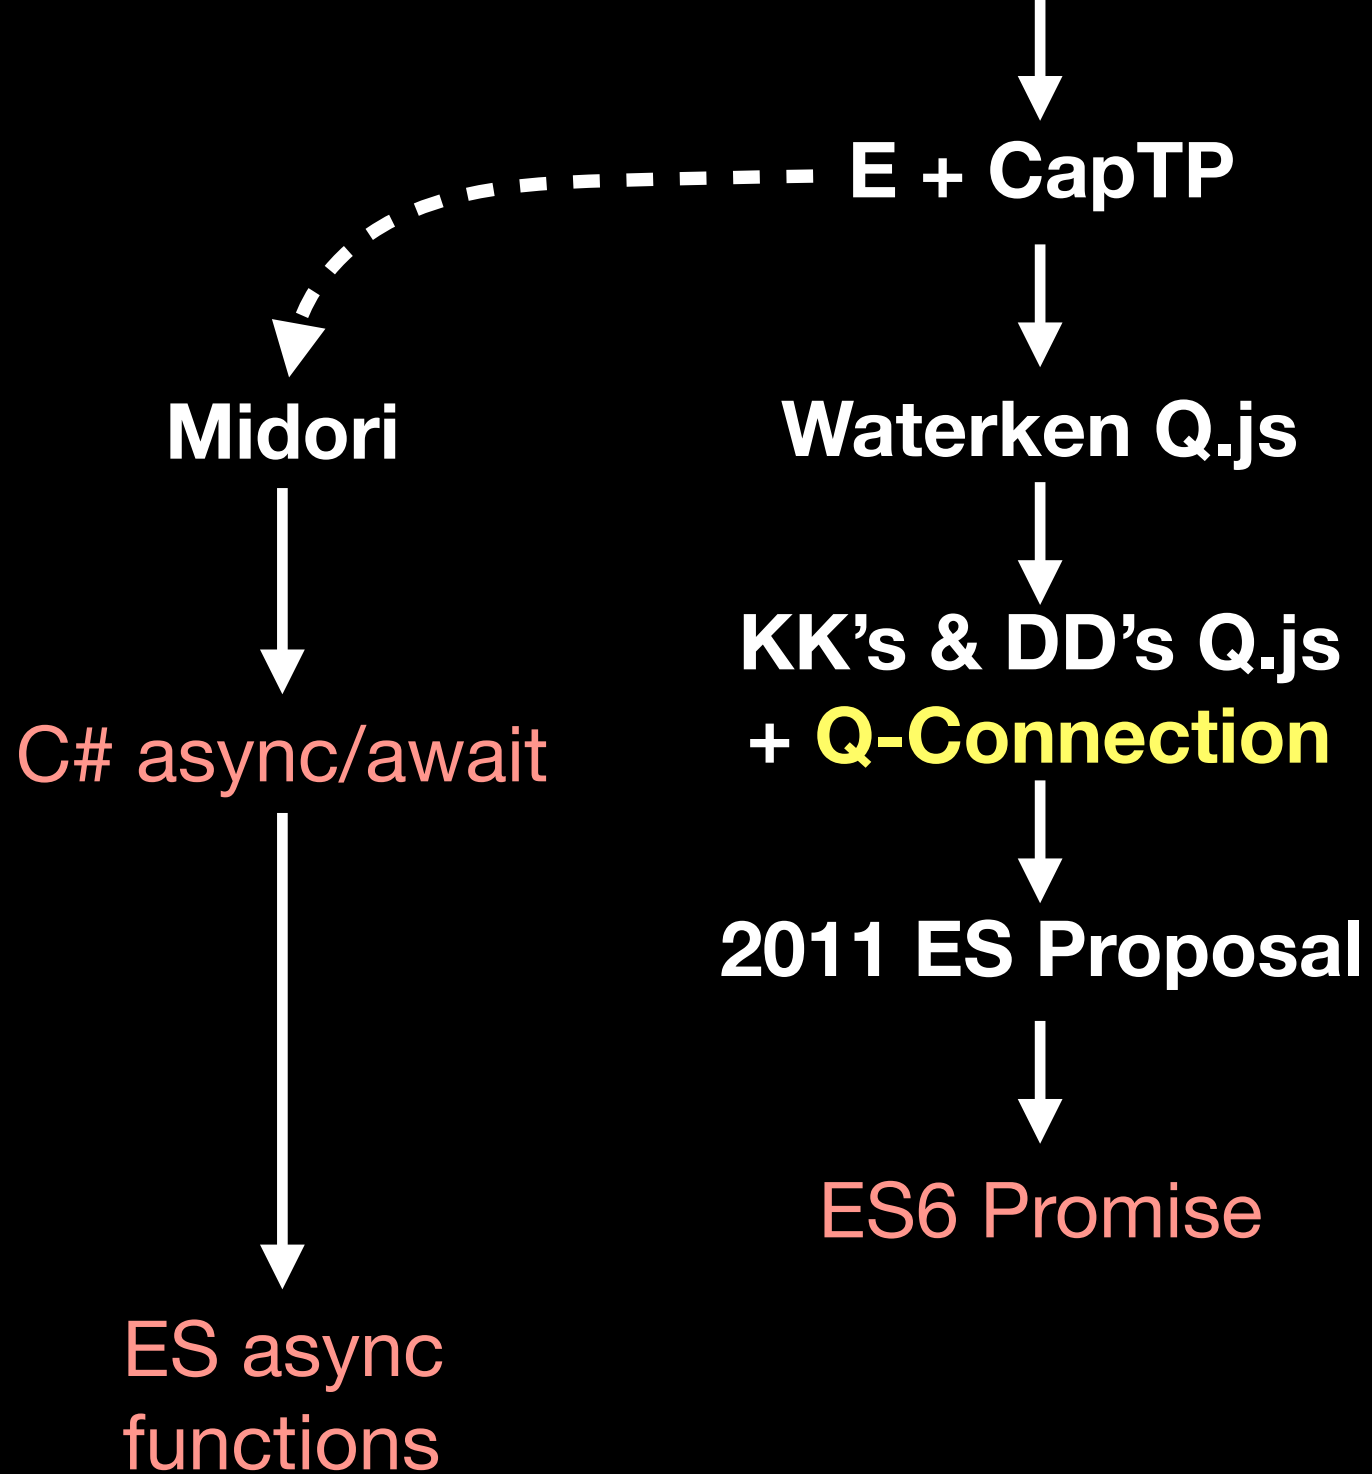 E + CapTP
Midori
Waterken Q.js
KK’s & DD’s Q.js
+ Q-Connection
C# async/await
2011 ES Proposal
ES6 Promise
ES async
functions